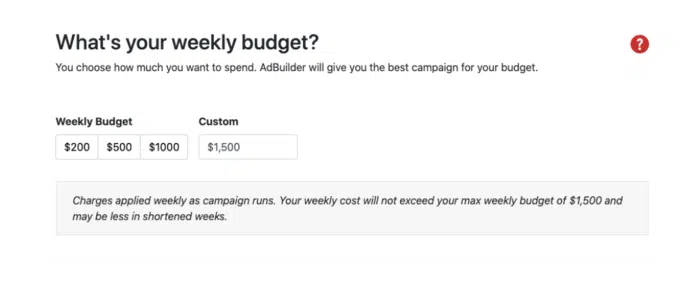 What's your weekly budget?
?
You choose how much you want to spend. AdBuilder will give you the best campaign for your budget.
Weekly Budget Custom
$200 $500 $1000 $1,500
Charges applied weekly as campaign runs. Your weekly cost will not exceed your max weekly budget of $1,500 and
may be less in shortened weeks.